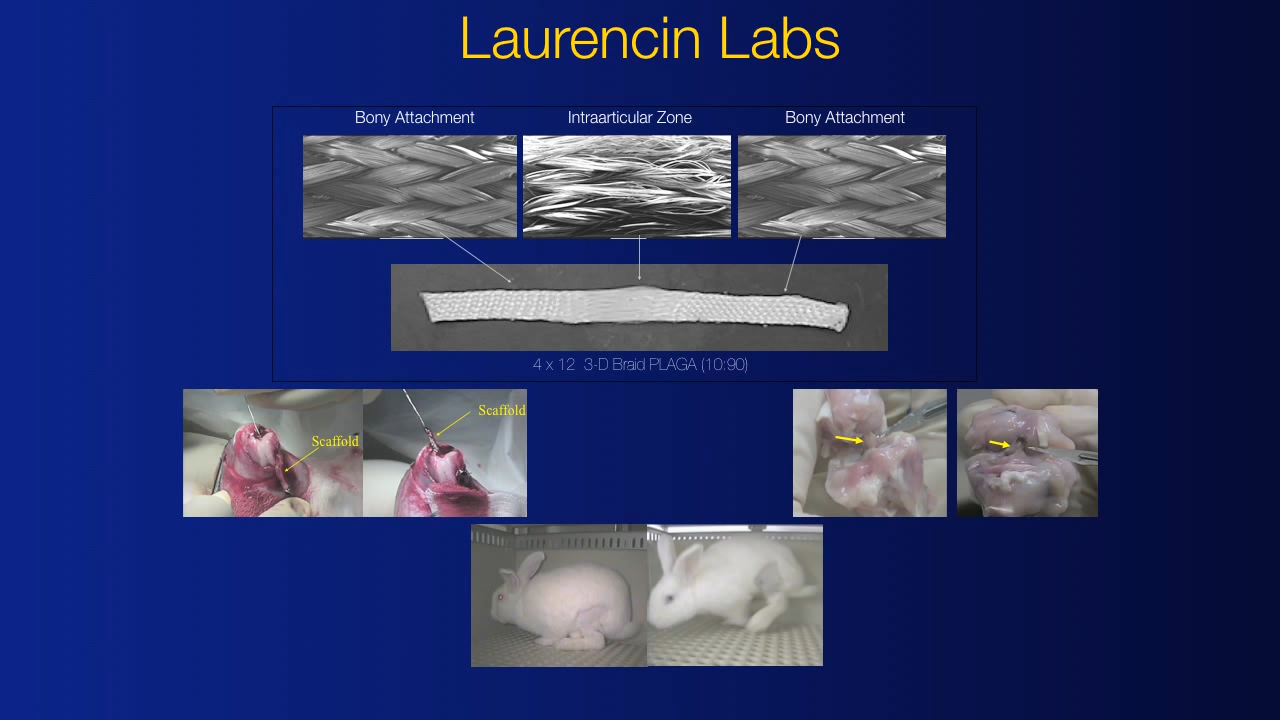 Laurencin Labs
Bony Attachment
Intraarticular Zone
Bony Attachment
4 x 12 3-D Braid PLAGA (10:90)
Scaffold
Scaffold